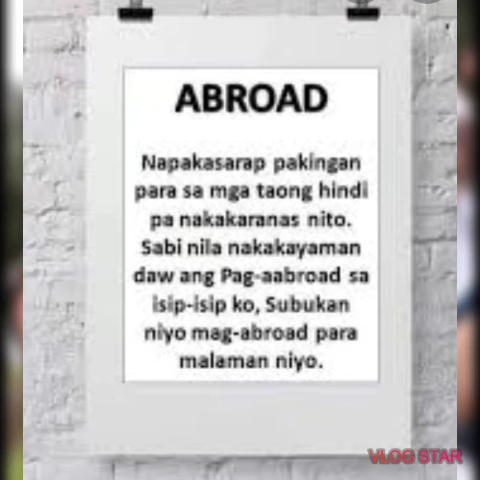 ABROAD
Napakasarap pakingan
para sa mga taong hindi
pa nakakaranas nito.
Sabi nila nakakayaman
daw ang Pag-aabroad sa
isip-isip ko, Subukan
niyo mag-abroad para
malaman niyo.
VLOG STAR